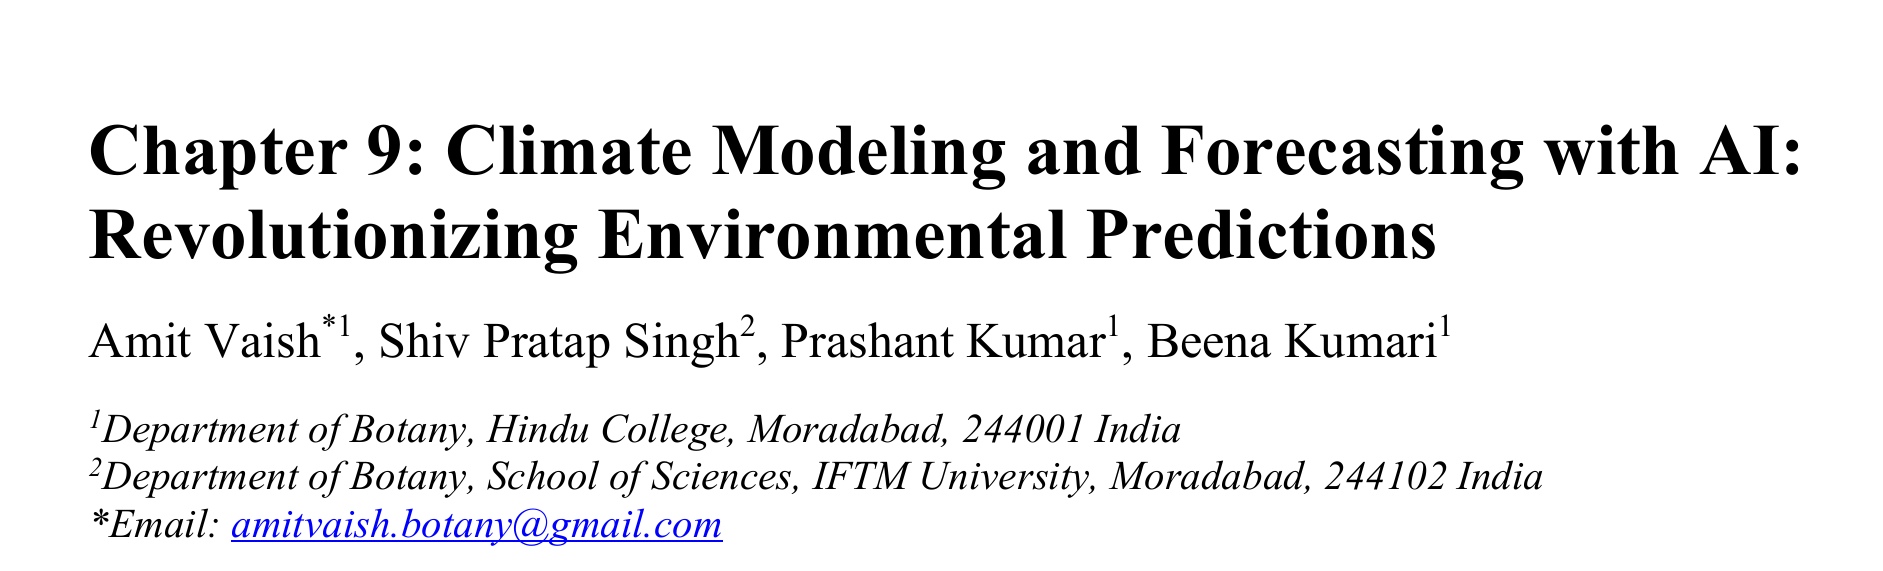 Chapter 9: Climate Modeling and Forecasting with AI:
Revolutionizing Environmental Predictions
Amit Vaish*1, Shiv Pratap Singh2, Prashant Kumar1, Beena Kumari1
1Department of Botany, Hindu College, Moradabad, 244001 India
2Department of Botany, School of Sciences, IFTM University, Moradabad, 244102 India
*Email: amitvaish.botany@gmail.com